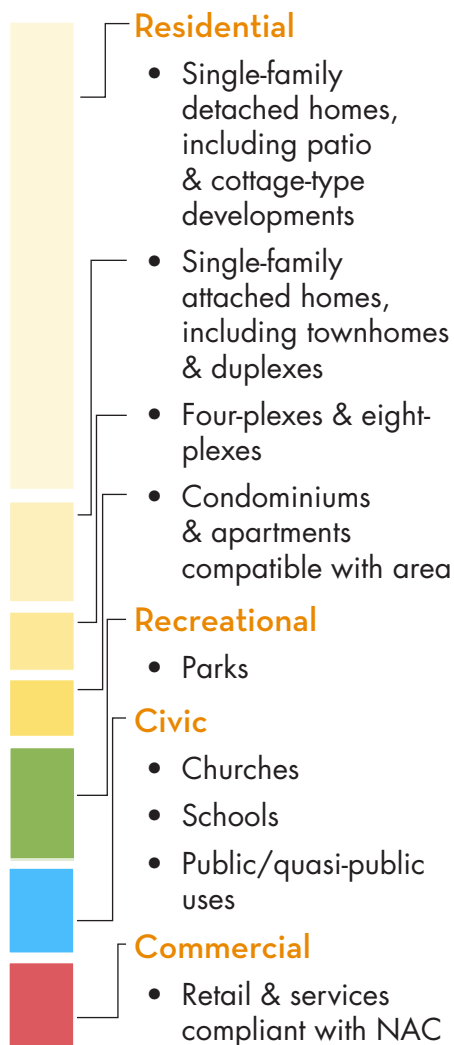 Residential
• Single-family
detached homes,
including patio
& cottage-type
developments
• Single-family
attached homes,
including townhomes
& duplexes
• Four-plexes & eight-
plexes
• Condominiums
& apartments
compatible with area
Recreational
• Parks
Civic
• Churches
• Schools
• Public/quasi-public
uses
Commercial
• Retail & services
compliant with NAC